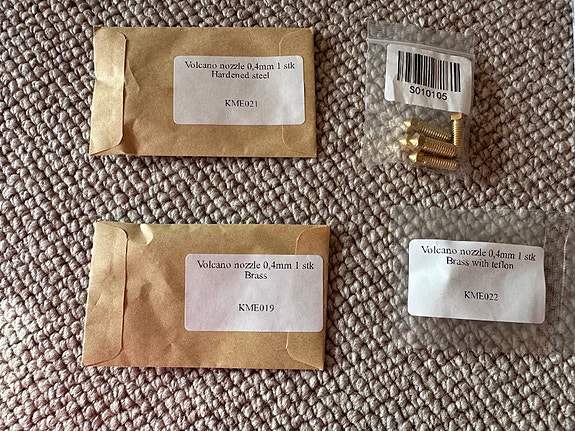 Volcano nozzle 0,4mm 1 stk
Hardened steel
KME021
S010105
Volcano nozzle 0,4mm 1 stk
Brass
KME019
Volcano nozzle 0,4mm 1 stk
Brass with teflon
KME022